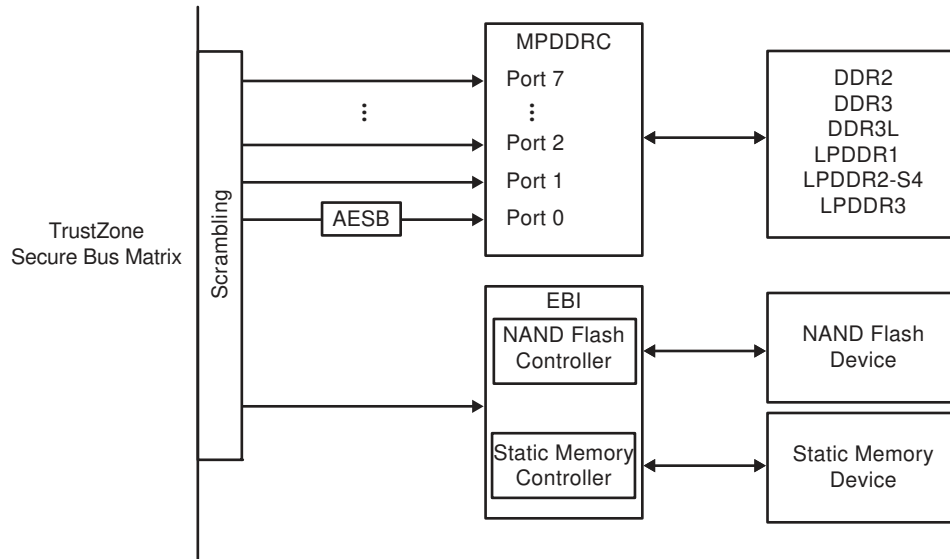 TrustZone
Secure Bus Matrix
Scrambling
AESB
MPDDRC
Port 7
⋮
⋮
Port 2
Port 1
Port 0
DDR2
DDR3
DDR3L
LPDDR1
LPDDR2-S4
LPDDR3
EBI
NAND Flash
Controller
Static Memory
Controller
NAND Flash
Device
Static Memory
Device